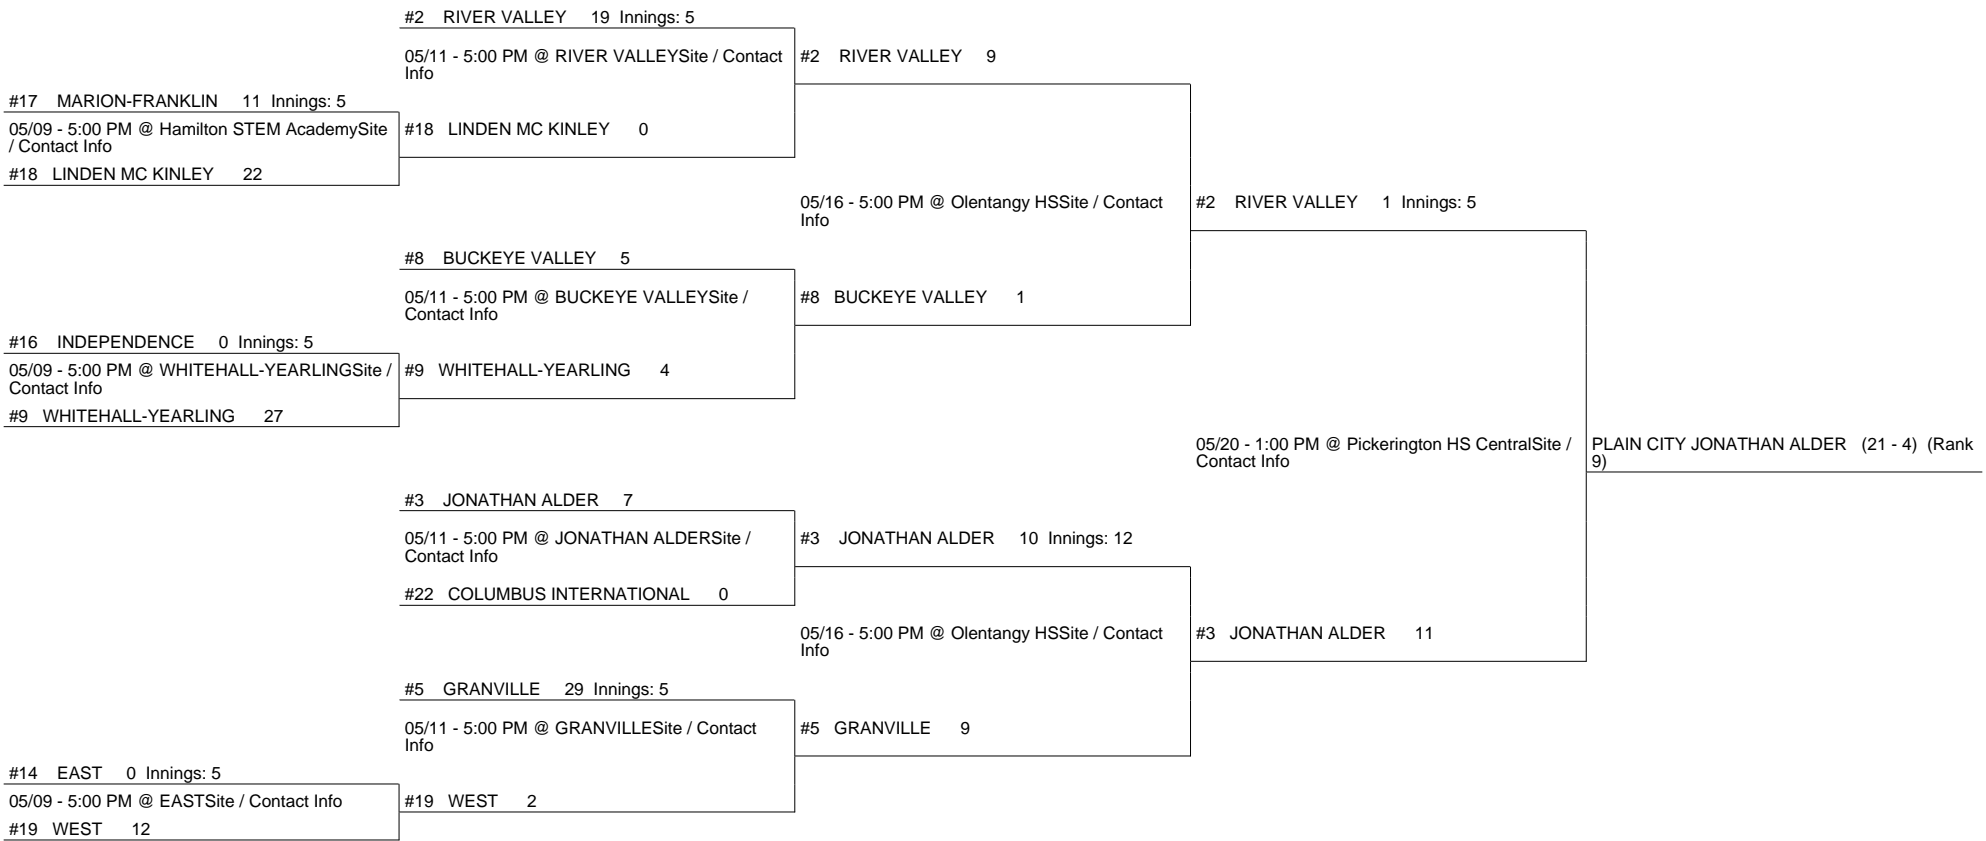 #2 RIVER VALLEY 19 Innings: 5
05/11 - 5:00 PM @ RIVER VALLEYSite / Contact
Info
#2 RIVER VALLEY 9
#17 MARION-FRANKLIN 11 Innings: 5
05/09 - 5:00 PM @ Hamilton STEM AcademySite
/ Contact Info
#18 LINDEN MC KINLEY 0
#18 LINDEN MC KINLEY 22
05/16 - 5:00 PM @ Olentangy HSSite / Contact
Info
#2 RIVER VALLEY 1 Innings: 5
#8 BUCKEYE VALLEY 5
05/11 - 5:00 PM @ BUCKEYE VALLEYSite /
Contact Info
#8 BUCKEYE VALLEY 1
#16 INDEPENDENCE 0 Innings: 5
05/09 - 5:00 PM @ WHITEHALL-YEARLINGSite /
Contact Info
#9 WHITEHALL-YEARLING 4
#9 WHITEHALL-YEARLING 27
05/20 - 1:00 PM @ Pickerington HS CentralSite /
Contact Info
PLAIN CITY JONATHAN ALDER (21 - 4) (Rank
9)
#3 JONATHAN ALDER 7
05/11 - 5:00 PM @ JONATHAN ALDERSite /
Contact Info
#3 JONATHAN ALDER 10 Innings: 12
#22 COLUMBUS INTERNATIONAL 0
05/16 - 5:00 PM @ Olentangy HSSite / Contact
Info
#3 JONATHAN ALDER 11
#5 GRANVILLE 29 Innings: 5
05/11 - 5:00 PM @ GRANVILLESite / Contact
Info
#5 GRANVILLE 9
#14 EAST 0 Innings: 5
05/09 - 5:00 PM @ EASTSite / Contact Info
#19 WEST 2
#19 WEST 12